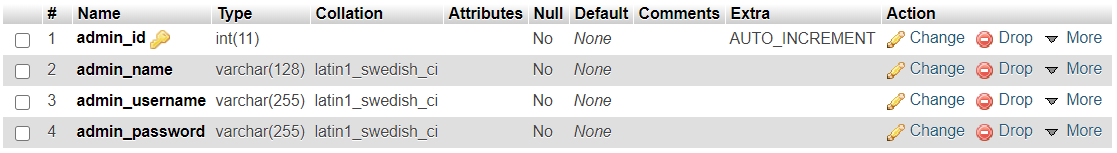 # Name Type Collation Attributes Null Default Comments Extra Action
1 admin_id int(11) No None AUTO_INCREMENT Change Drop More
2 admin_name varchar(128) latin1_swedish_ci No None Change Drop More
3 admin_username varchar(255) latin1_swedish_ci No None Change Drop More
4 admin_password varchar(255) latin1_swedish_ci No None Change Drop More